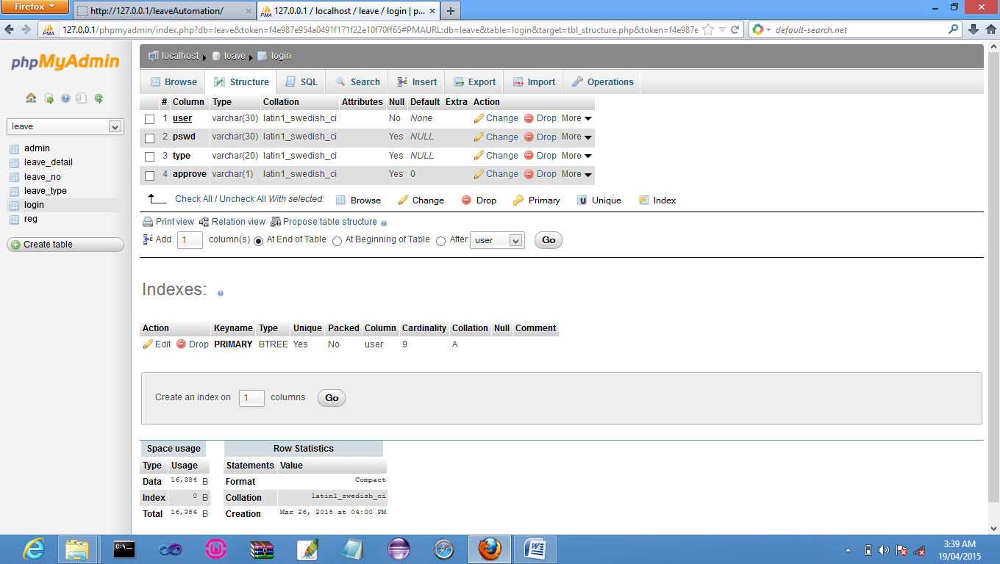 Firefox
http://127.0.0.1/leaveAutomation/ ×
PMA 127.0.0.1 / localhost / leave / login | p... ×
PMA 127.0.0.1/phpmyadmin/index.php?db=leave&token=f4e987e954a0491f171f22e10f70ff65#PMAURL:db=leave&table=login&target=tbl_structure.php&token=f4e987e
default-search.net
phpMyAdmin
leave
admin
leave_detail
leave_no
leave_type
login
reg
Create table
localhost ▸ leave ▸ login
Browse Structure SQL Search Insert Export Import Operations
# Column Type Collation Attributes Null Default Extra Action
1 user varchar(30) latin1_swedish_ci No None Change Drop More
2 pswd varchar(30) latin1_swedish_ci Yes NULL Change Drop More
3 type varchar(20) latin1_swedish_ci Yes NULL Change Drop More
4 approve varchar(1) latin1_swedish_ci Yes 0 Change Drop More
Check All / Uncheck All With selected: Browse Change Drop Primary U Unique Index
Print view Relation view Propose table structure
Add 1 column(s) At End of Table At Beginning of Table After user Go
Indexes:
Action Keyname Type Unique Packed Column Cardinality Collation Null Comment
Edit Drop PRIMARY BTREE Yes No user 9 A
Create an index on 1 columns Go
Space usage
Type Usage
Data 16,384 B
Index 0 B
Total 16,384 B
Row Statistics
Statements Value
Format Compact
Collation latin1_swedish_ci
Creation Mar 26, 2015 at 04:00 PM
C:\_
3:39 AM
19/04/2015